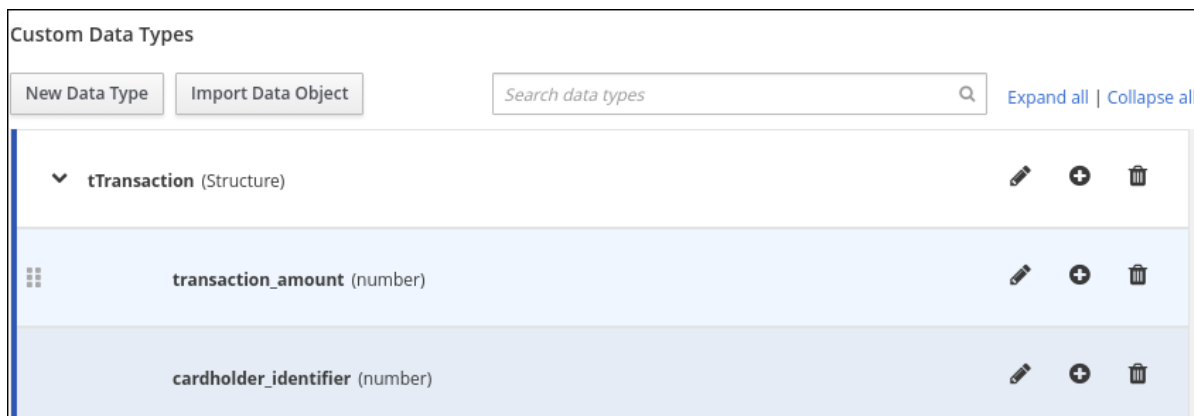 Custom Data Types
New Data Type Import Data Object Search data types Expand all | Collapse all
tTransaction (Structure)
transaction_amount (number)
cardholder_identifier (number)